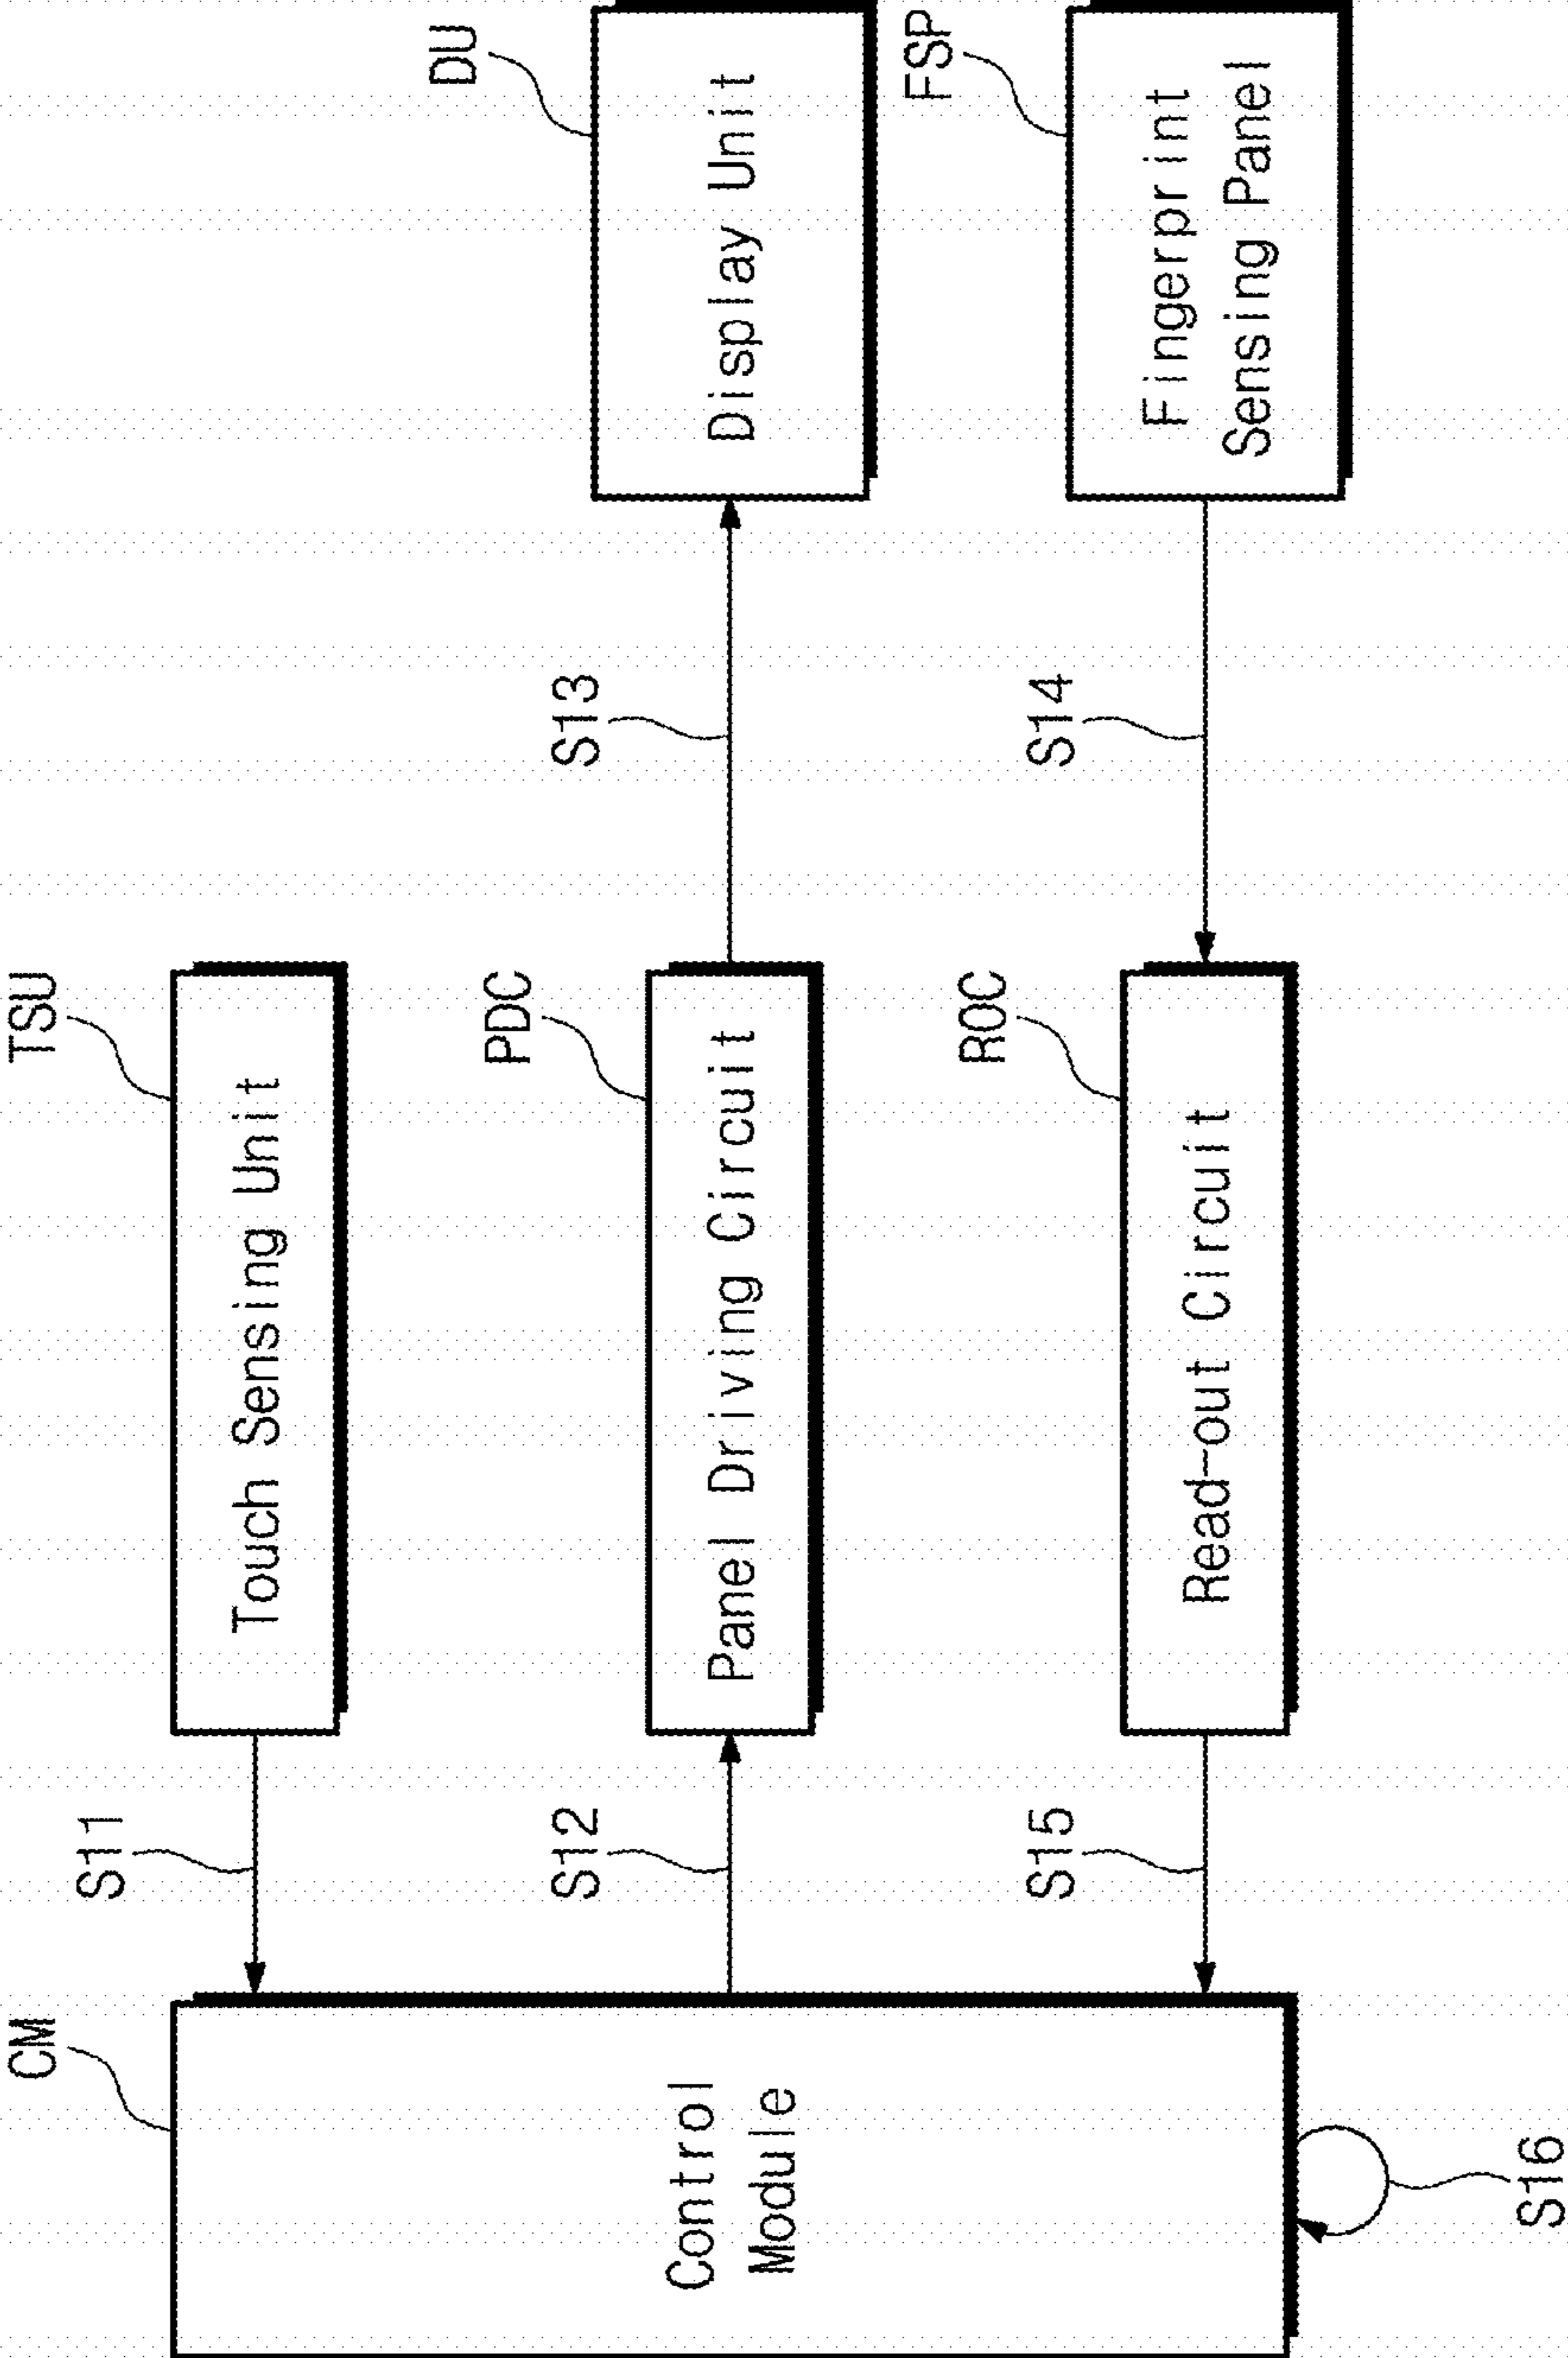 CM
Control
Module
S16
S11
TSU
Touch Sensing Unit
S12
PDC
Panel Driving Circuit
S13
DU
Display Unit
S15
ROC
Read-out Circuit
S14
FSP
Fingerprint
Sensing Panel